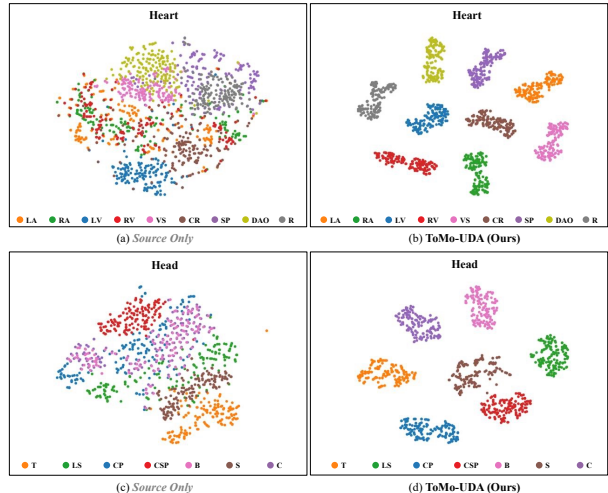 Heart
LA RA LV RV VS CR SP DAO R
(a) Source Only
Heart
LA RA LV RV VS CR SP DAO R
(b) ToMo-UDA (Ours)
Head
T LS CP CSP B S C
(c) Source Only
Head
T LS CP CSP B S C
(d) ToMo-UDA (Ours)